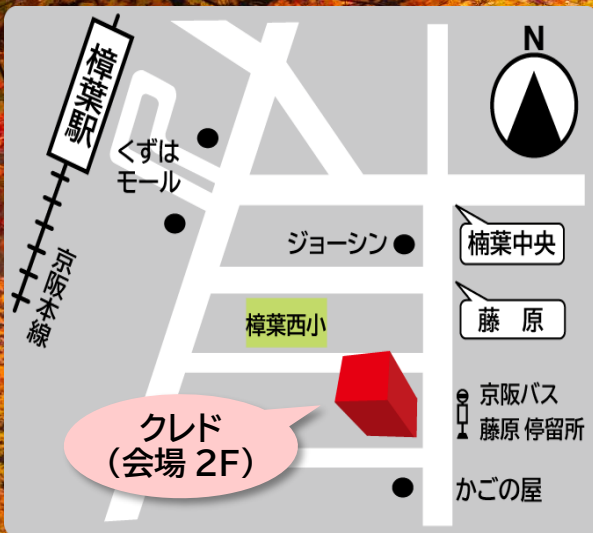 N
樟葉駅
くずは
モール
京阪本線
ジョーシン
楠葉中央
藤　原
樟葉西小
京阪バス
藤原 停留所
クレド
（会場 2F）
かごの屋